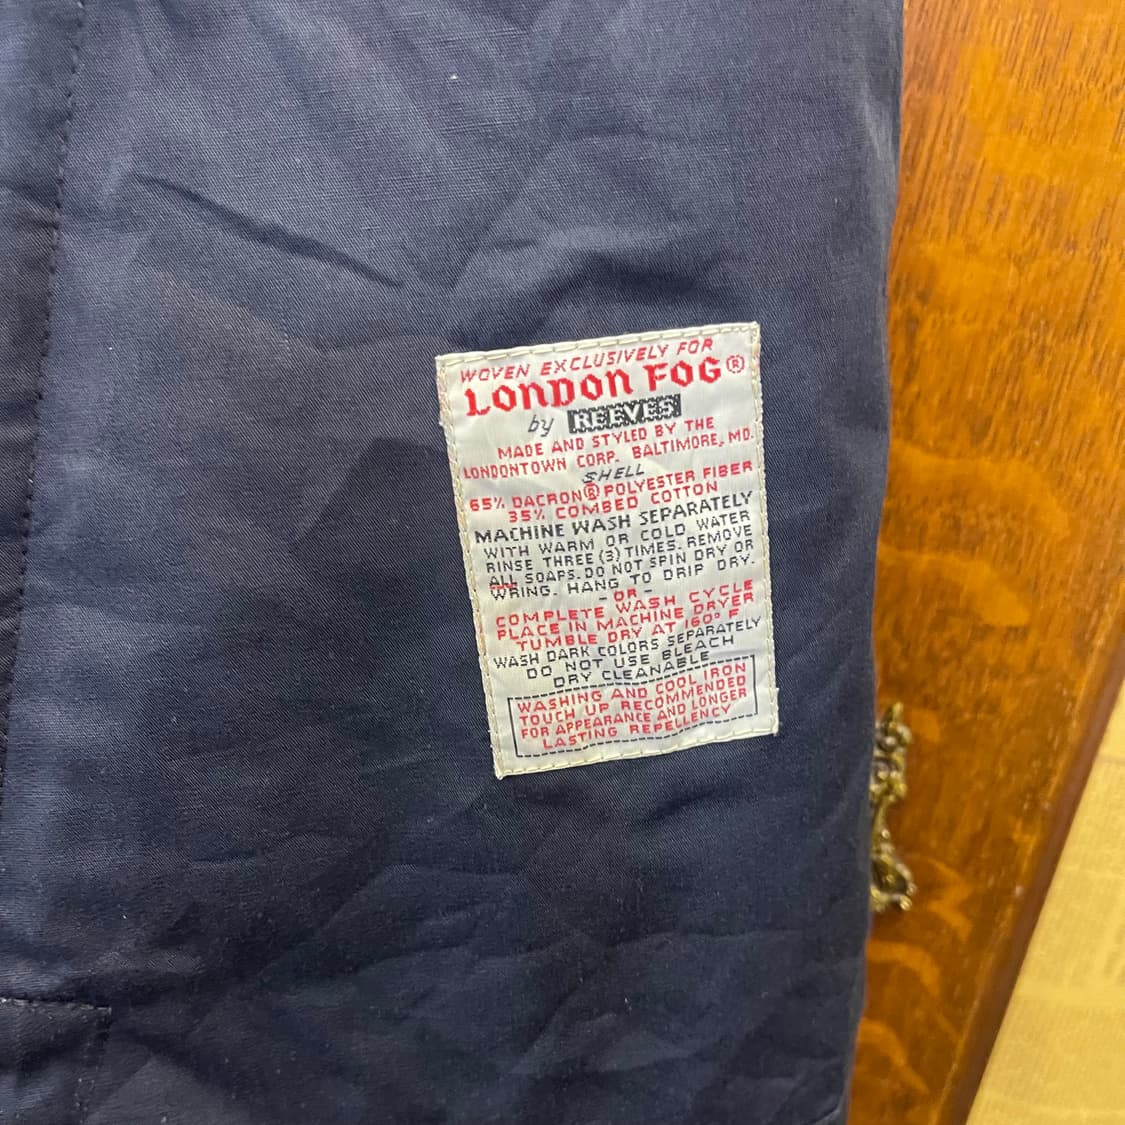 WOVEN EXCLUSIVELY FOR
LONDON FOG®
by REEVES
MADE AND STYLED BY THE
LONDONTOWN CORP. BALTIMORE, MD.
SHELL
65% DACRON® POLYESTER FIBER
35% COMBED COTTON
MACHINE WASH SEPARATELY
WITH WARM OR COLD WATER
RINSE THREE (3) TIMES. REMOVE
ALL SOAPS. DO NOT SPIN DRY OR
WRING. HANG TO DRIP DRY.
- OR -
COMPLETE WASH CYCLE
PLACE IN MACHINE DRYER
TUMBLE DRY AT 160° F
WASH DARK COLORS SEPARATELY
DO NOT USE BLEACH
DRY CLEANABLE
WASHING AND COOL IRON
TOUCH UP RECOMMENDED
FOR APPEARANCE AND LONGER
LASTING REPELLENCY